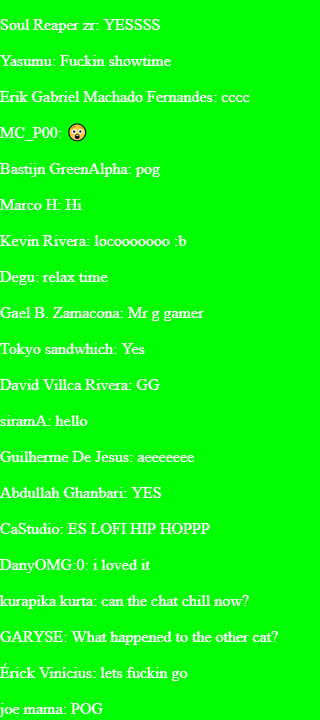 Soul Reaper zr: YESSSS
Yasumu: Fuckin showtime
Erik Gabriel Machado Fernandes: cccc
MC_P00: 😲
Bastijn GreenAlpha: pog
Marco H: Hi
Kevin Rivera: locooooooo :b
Degu: relax time
Gael B. Zamacona: Mr g gamer
Tokyo sandwhich: Yes
David Villca Rivera: GG
siramA: hello
Guilherme De Jesus: aeeeeeee
Abdullah Ghanbari: YES
CaStudio: ES LOFI HIP HOPPP
DanyOMG:0: i loved it
kurapika kurta: can the chat chill now?
GARYSE: What happened to the other cat?
Érick Vinícius: lets fuckin go
joe mama: POG